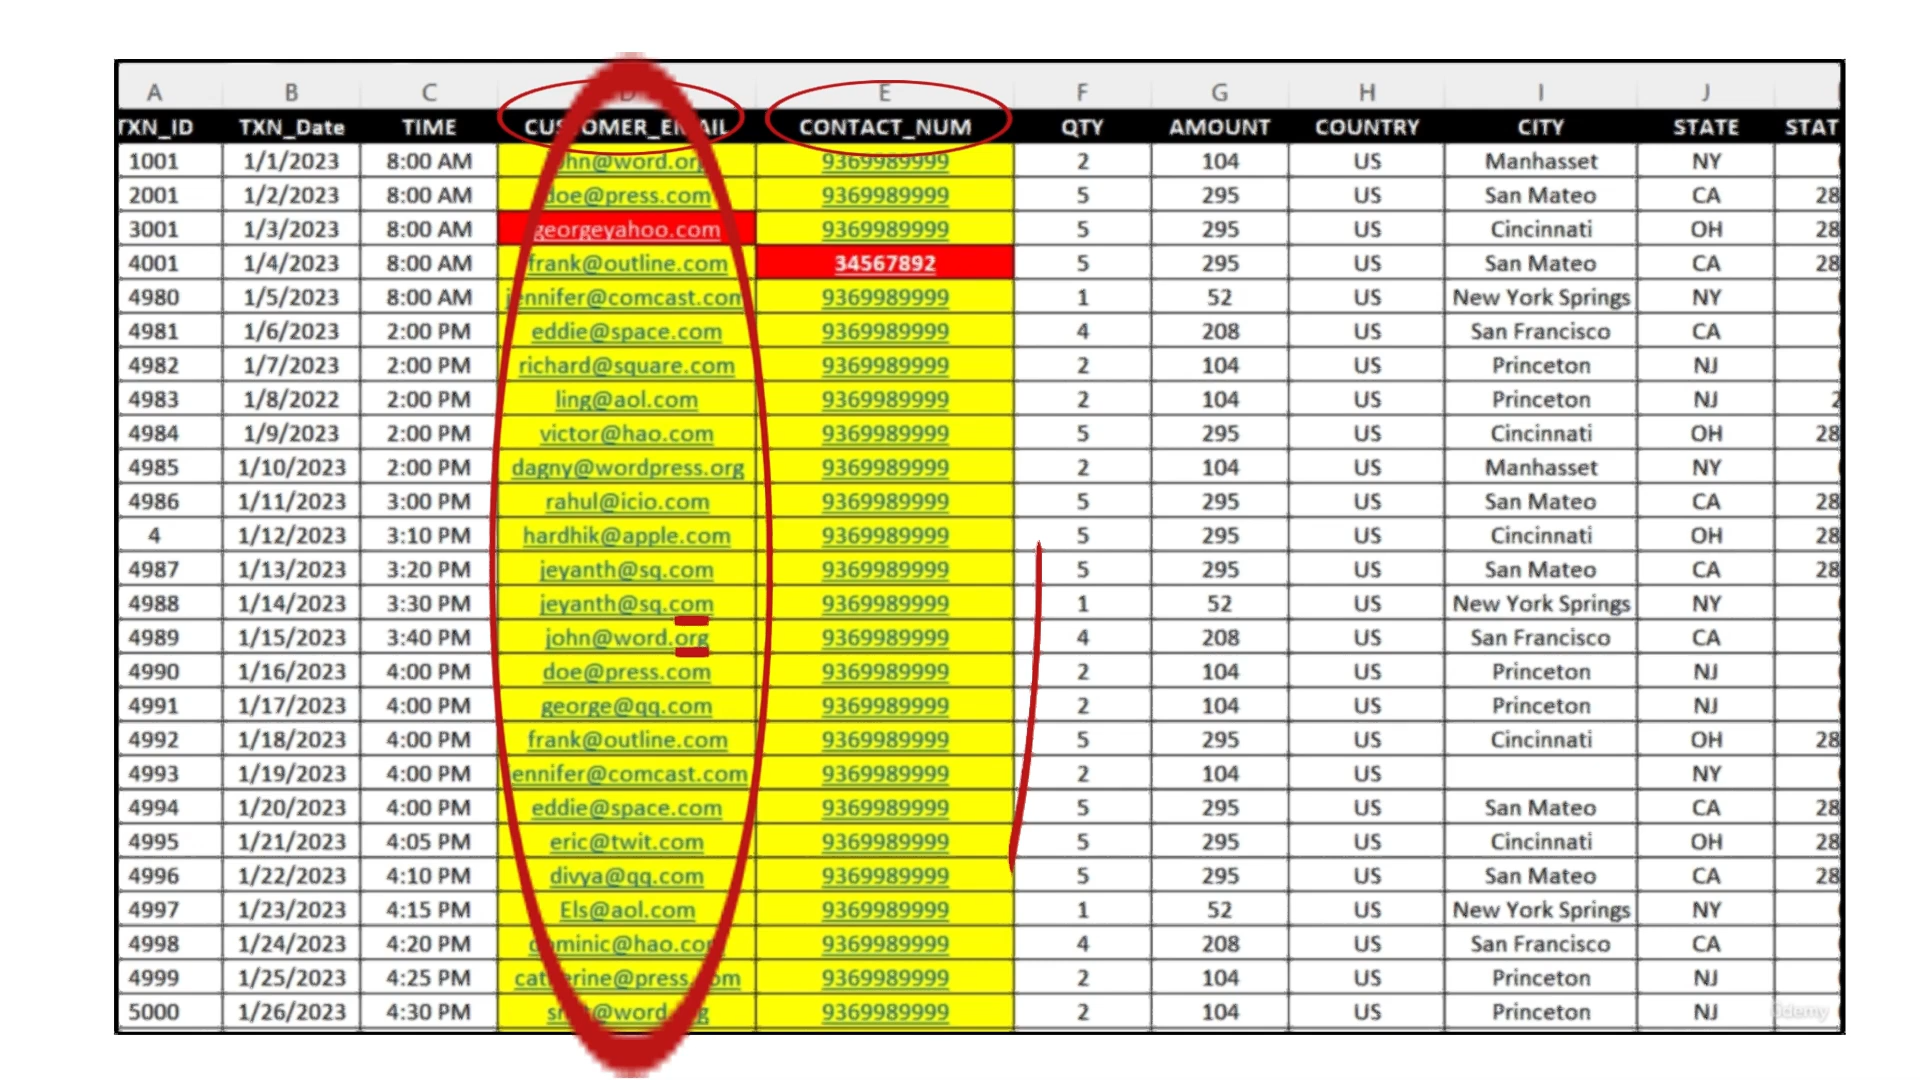 A B C D E F G H I J
TXN_ID TXN_Date TIME CUSTOMER_EMAIL CONTACT_NUM QTY AMOUNT COUNTRY CITY STATE STAT
1001 1/1/2023 8:00 AM 9369989999 2 104 US Manhasset NY
2001 1/2/2023 8:00 AM doe@press.com 9369989999 5 295 US San Mateo CA 28
3001 1/3/2023 8:00 AM georgeyahoo.com 9369989999 5 295 US Cincinnati OH 28
4001 1/4/2023 8:00 AM frank@outline.com 34567892 5 295 US San Mateo CA 28
4980 1/5/2023 8:00 AM jennifer@comcast.com 9369989999 1 52 US New York Springs NY
4981 1/6/2023 2:00 PM eddie@space.com 9369989999 4 208 US San Francisco CA
4982 1/7/2023 2:00 PM richard@square.com 9369989999 2 104 US Princeton NJ
4983 1/8/2022 2:00 PM ling@aol.com 9369989999 2 104 US Princeton NJ 2
4984 1/9/2023 2:00 PM victor@hao.com 9369989999 5 295 US Cincinnati OH 28
4985 1/10/2023 2:00 PM dagny@wordpress.org 9369989999 2 104 US Manhasset NY
4986 1/11/2023 3:00 PM rahul@icio.com 9369989999 5 295 US San Mateo CA 28
4 1/12/2023 3:10 PM hardhik@apple.com 9369989999 5 295 US Cincinnati OH 28
4987 1/13/2023 3:20 PM jeyanth@sq.com 9369989999 5 295 US San Mateo CA 28
4988 1/14/2023 3:30 PM jeyanth@sq.com 9369989999 1 52 US New York Springs NY
4989 1/15/2023 3:40 PM john@word.org 9369989999 4 208 US San Francisco CA
4990 1/16/2023 4:00 PM doe@press.com 9369989999 2 104 US Princeton NJ
4991 1/17/2023 4:00 PM george@qq.com 9369989999 2 104 US Princeton NJ
4992 1/18/2023 4:00 PM frank@outline.com 9369989999 5 295 US Cincinnati OH 28
4993 1/19/2023 4:00 PM jennifer@comcast.com 9369989999 2 104 US NY
4994 1/20/2023 4:00 PM eddie@space.com 9369989999 5 295 US San Mateo CA 28
4995 1/21/2023 4:05 PM eric@twit.com 9369989999 5 295 US Cincinnati OH 28
4996 1/22/2023 4:10 PM divya@qq.com 9369989999 5 295 US San Mateo CA 28
4997 1/23/2023 4:15 PM Els@aol.com 9369989999 1 52 US New York Springs NY
4998 1/24/2023 4:20 PM dominic@hao.com 9369989999 4 208 US San Francisco CA
4999 1/25/2023 4:25 PM catherine@press.com 9369989999 2 104 US Princeton NJ
5000 1/26/2023 4:30 PM 9369989999 2 104 US Princeton NJ
Udemy